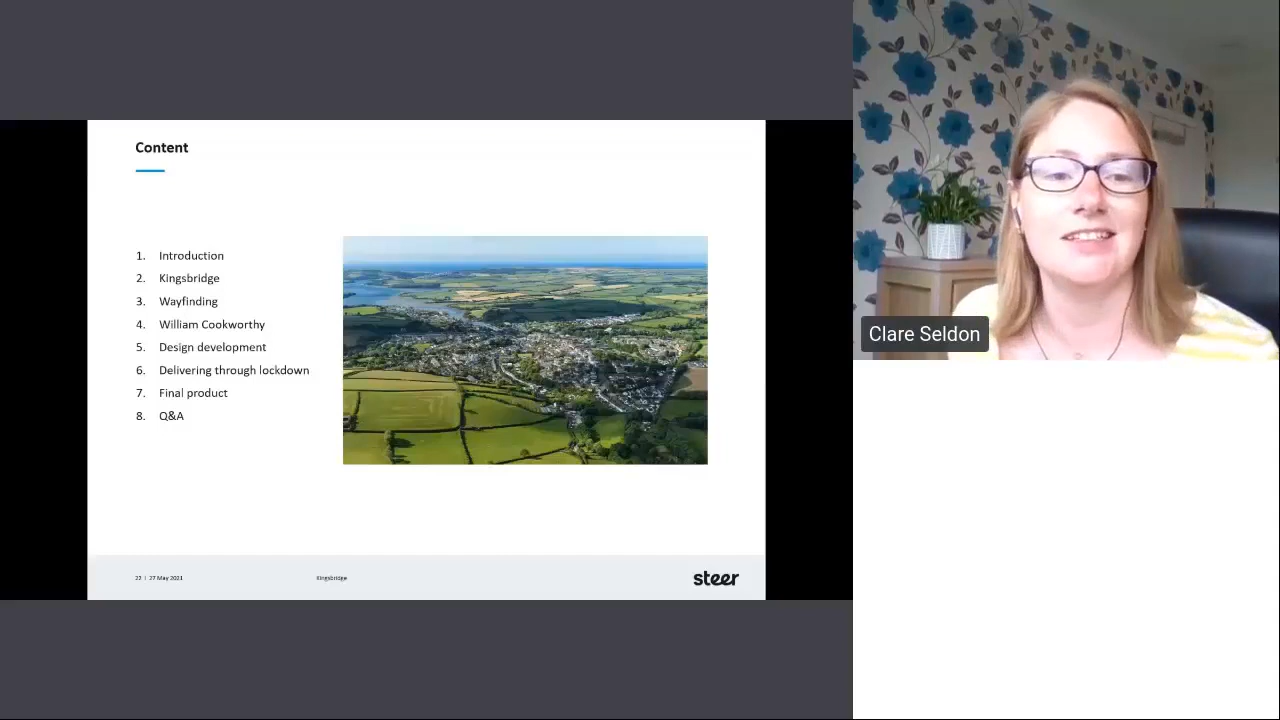 Content
1. Introduction
2. Kingsbridge
3. Wayfinding
4. William Cookworthy
5. Design development
6. Delivering through lockdown
7. Final product
8. Q&A
22 | 27 May 2021
Kingsbridge
steer
Clare Seldon